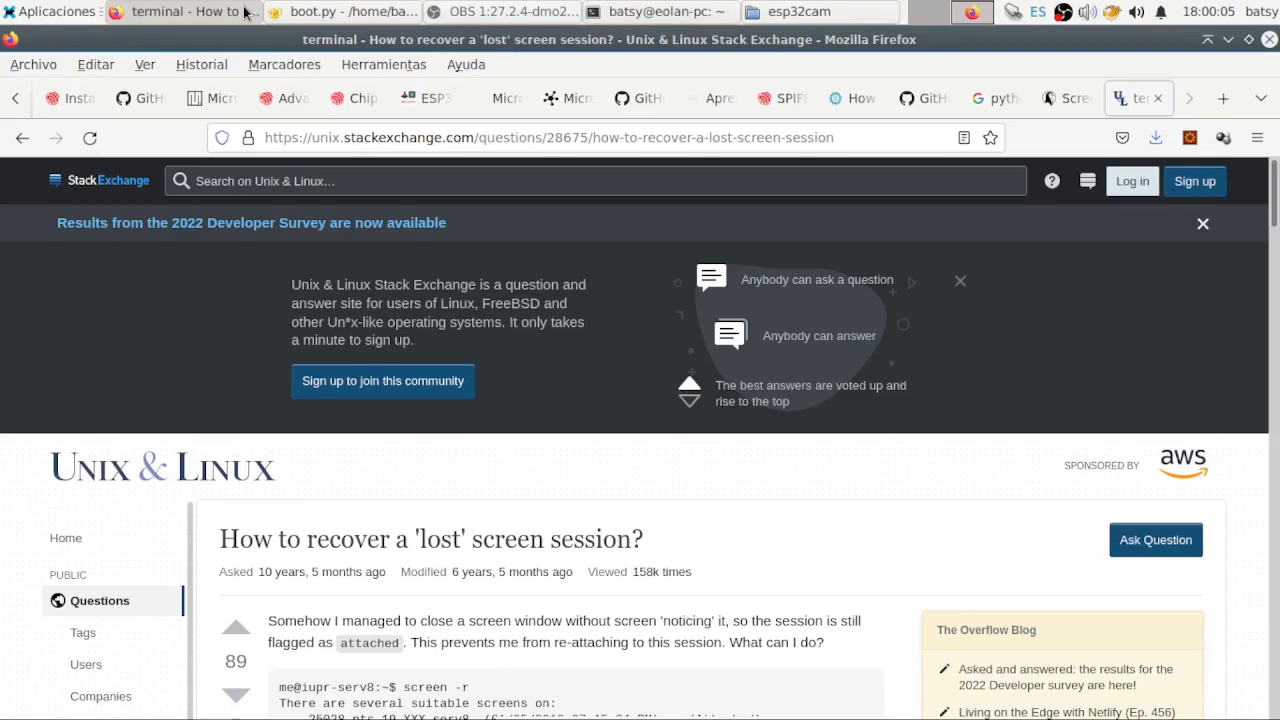 Aplicaciones
terminal - How to ...
boot.py - /home/ba...
OBS 1:27.2.4-dmo2...
batsy@eolan-pc: ~
esp32cam
ES
18:00:05
batsy
terminal - How to recover a 'lost' screen session? - Unix & Linux Stack Exchange - Mozilla Firefox
Archivo Editar Ver Historial Marcadores Herramientas Ayuda
Insta
GitH
Micr
Adva
Chip
ESP3
Micr
Micr
GitH
Apre
SPIF
How
GitH
pyth
Scre
ter
https://unix.stackexchange.com/questions/28675/how-to-recover-a-lost-screen-session
StackExchange
Search on Unix & Linux…
Log in
Sign up
Results from the 2022 Developer Survey are now available
Unix & Linux Stack Exchange is a question and
answer site for users of Linux, FreeBSD and
other Un*x-like operating systems. It only takes
a minute to sign up.
Sign up to join this community
Anybody can ask a question
Anybody can answer
The best answers are voted up and
rise to the top
UNIX & LINUX
SPONSORED BY
aws
Home
PUBLIC
Questions
Tags
Users
Companies
How to recover a 'lost' screen session?
Ask Question
Asked 10 years, 5 months ago Modified 6 years, 5 months ago Viewed 158k times
89
Somehow I managed to close a screen window without screen 'noticing' it, so the session is still
flagged as attached. This prevents me from re-attaching to this session. What can I do?
me@iupr-serv8:~$ screen -r
There are several suitable screens on:
The Overflow Blog
Asked and answered: the results for the
2022 Developer survey are here!
Living on the Edge with Netlify (Ep. 456)